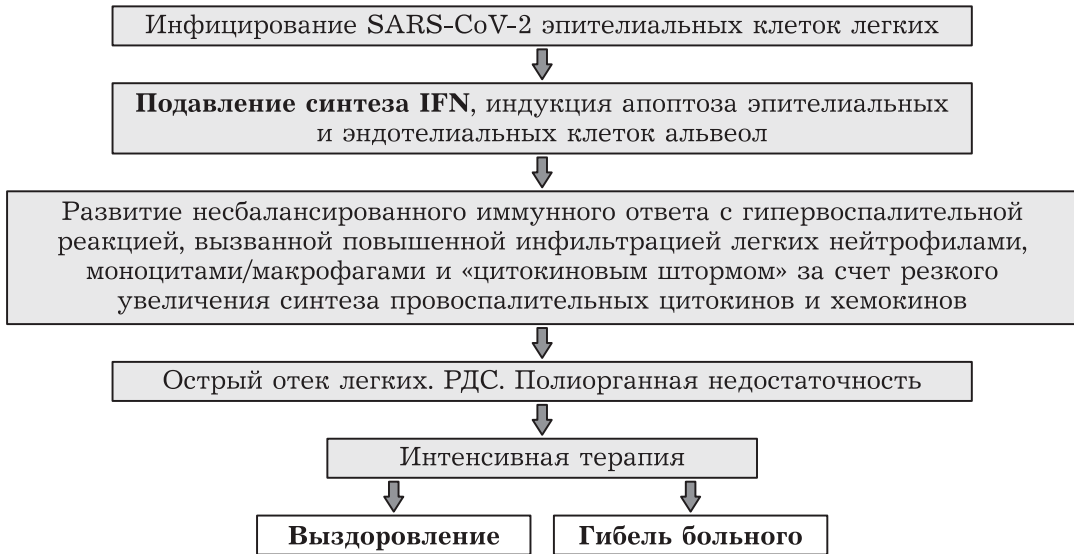 Инфицирование SARS-CoV-2 эпителиальных клеток легких
Подавление синтеза IFN, индукция апоптоза эпителиальных
и эндотелиальных клеток альвеол
Развитие несбалансированного иммунного ответа с гипервоспалительной
реакцией, вызванной повышенной инфильтрацией легких нейтрофилами,
моноцитами/макрофагами и «цитокиновым штормом» за счет резкого
увеличения синтеза провоспалительных цитокинов и хемокинов
Острый отек легких. РДС. Полиорганная недостаточность
Интенсивная терапия
Выздоровление
Гибель больного